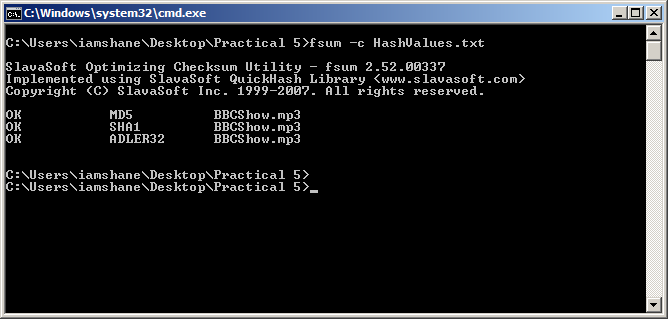 C:\Windows\system32\cmd.exe
C:\Users\iamshane\Desktop\Practical 5>fsum -c HashValues.txt
SlavaSoft Optimizing Checksum Utility - fsum 2.52.00337
Implemented using SlavaSoft QuickHash Library <www.slavasoft.com>
Copyright (C) SlavaSoft Inc. 1999-2007. All rights reserved.
OK MD5 BBCShow.mp3
OK SHA1 BBCShow.mp3
OK ADLER32 BBCShow.mp3
C:\Users\iamshane\Desktop\Practical 5>
C:\Users\iamshane\Desktop\Practical 5>_